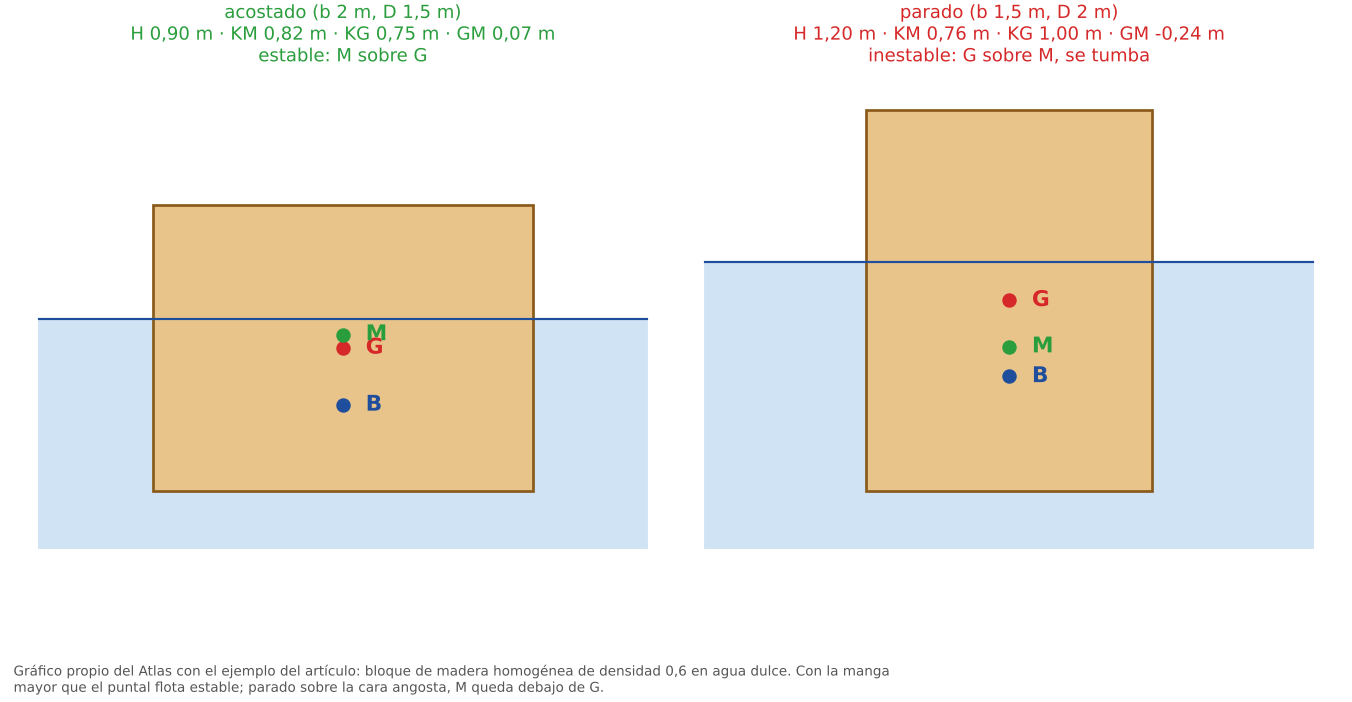 acostado (b 2 m, D 1,5 m)
H 0,90 m · KM 0,82 m · KG 0,75 m · GM 0,07 m
estable: M sobre G
M
G
B
parado (b 1,5 m, D 2 m)
H 1,20 m · KM 0,76 m · KG 1,00 m · GM -0,24 m
inestable: G sobre M, se tumba
G
M
B
Gráfico propio del Atlas con el ejemplo del artículo: bloque de madera homogénea de densidad 0,6 en agua dulce. Con la manga
mayor que el puntal flota estable; parado sobre la cara angosta, M queda debajo de G.